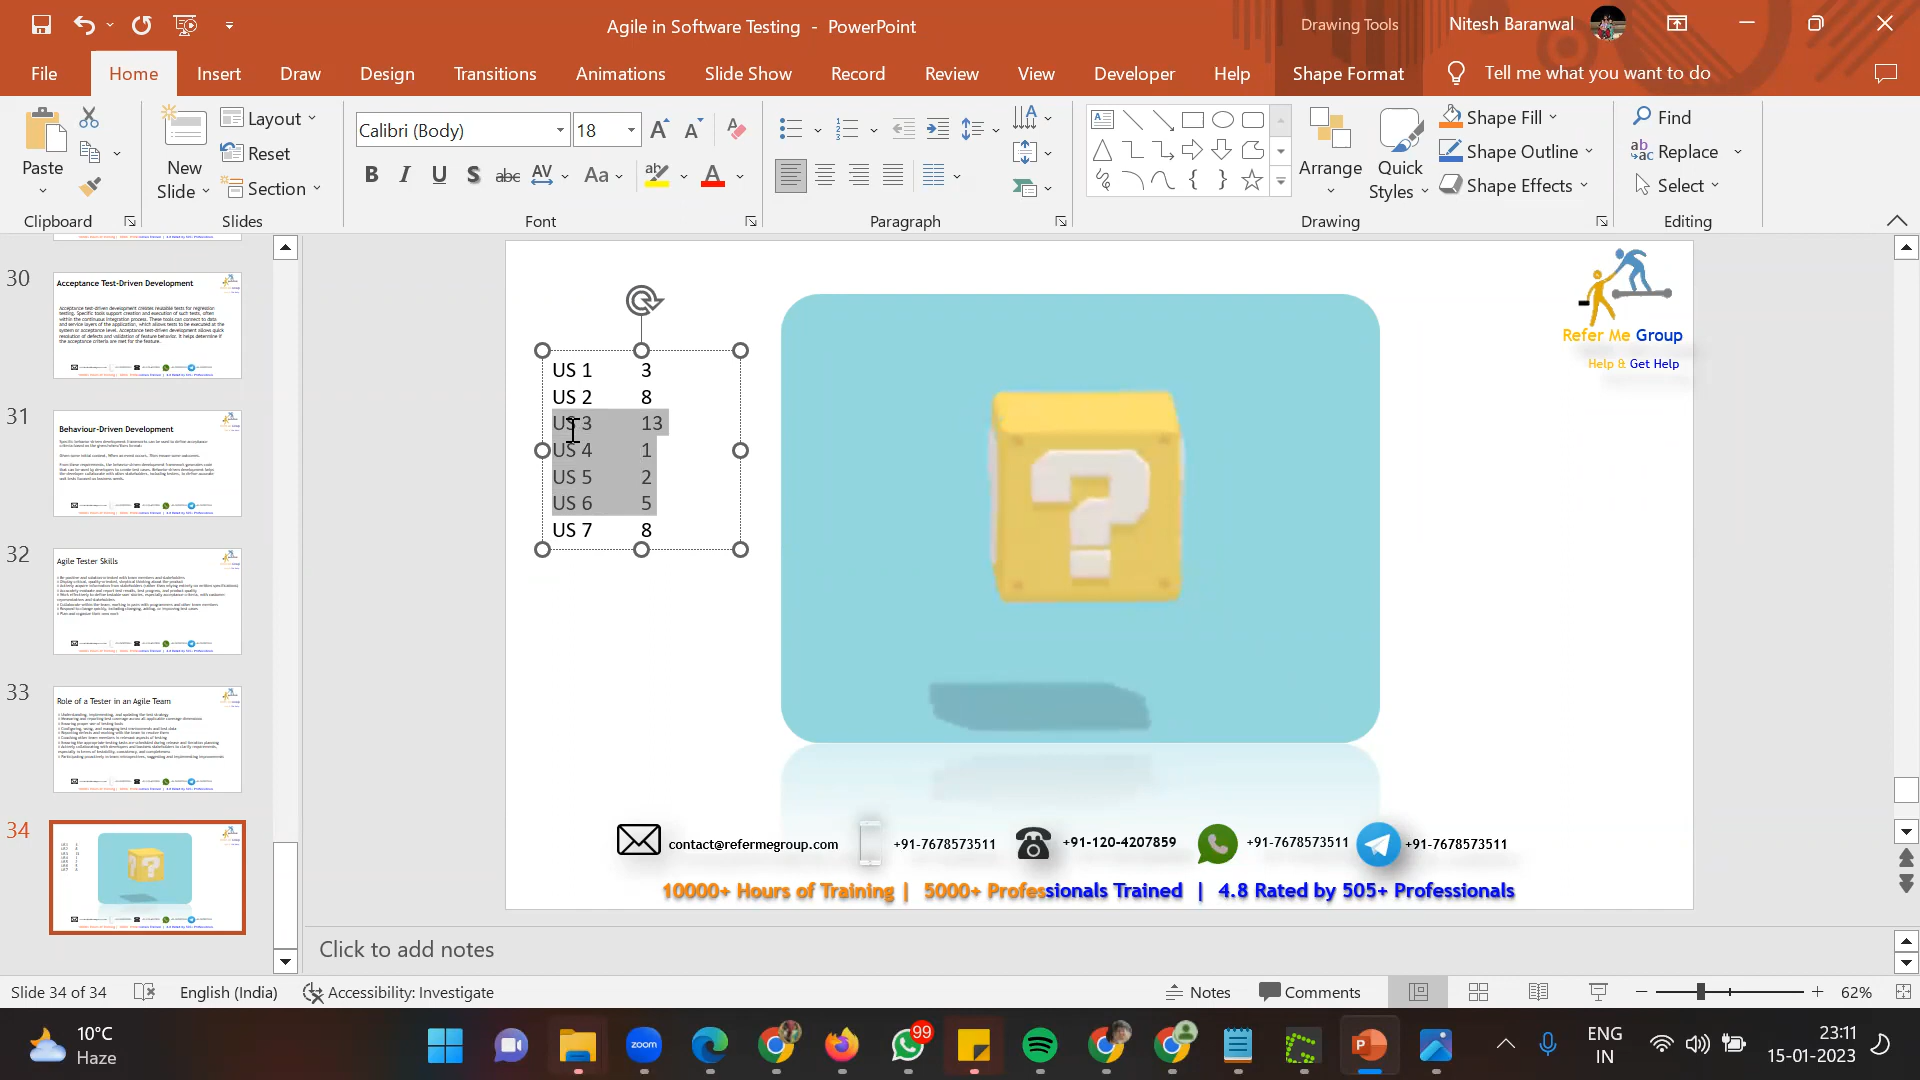 Agile in Software Testing - PowerPoint
Drawing Tools
Nitesh Baranwal
File
Home
Insert
Draw
Design
Transitions
Animations
Slide Show
Record
Review
View
Developer
Help
Shape Format
Tell me what you want to do
Paste
Clipboard
New Slide
Layout
Reset
Section
Slides
Calibri (Body)
18
B
I
U
S
abc
AV
Aa
A
Font
Paragraph
Arrange
Quick Styles
Shape Fill
Shape Outline
Shape Effects
Drawing
Find
Replace
Select
Editing
30
Acceptance Test-Driven Development
31
Behaviour-Driven Development
32
Agile Tester Skills
33
Role of a Tester in an Agile Team
34
US 1 3
US 2 8
US 3 13
US 4 1
US 5 2
US 6 5
US 7 8
?
Refer Me Group
Help & Get Help
contact@refermegroup.com
+91-7678573511
+91-120-4207859
+91-7678573511
+91-7678573511
10000+ Hours of Training | 5000+ Professionals Trained | 4.8 Rated by 505+ Professionals
Click to add notes
Slide 34 of 34
English (India)
Accessibility: Investigate
Notes
Comments
62%
10°C
Haze
zoom
99
ENG
IN
23:11
15-01-2023